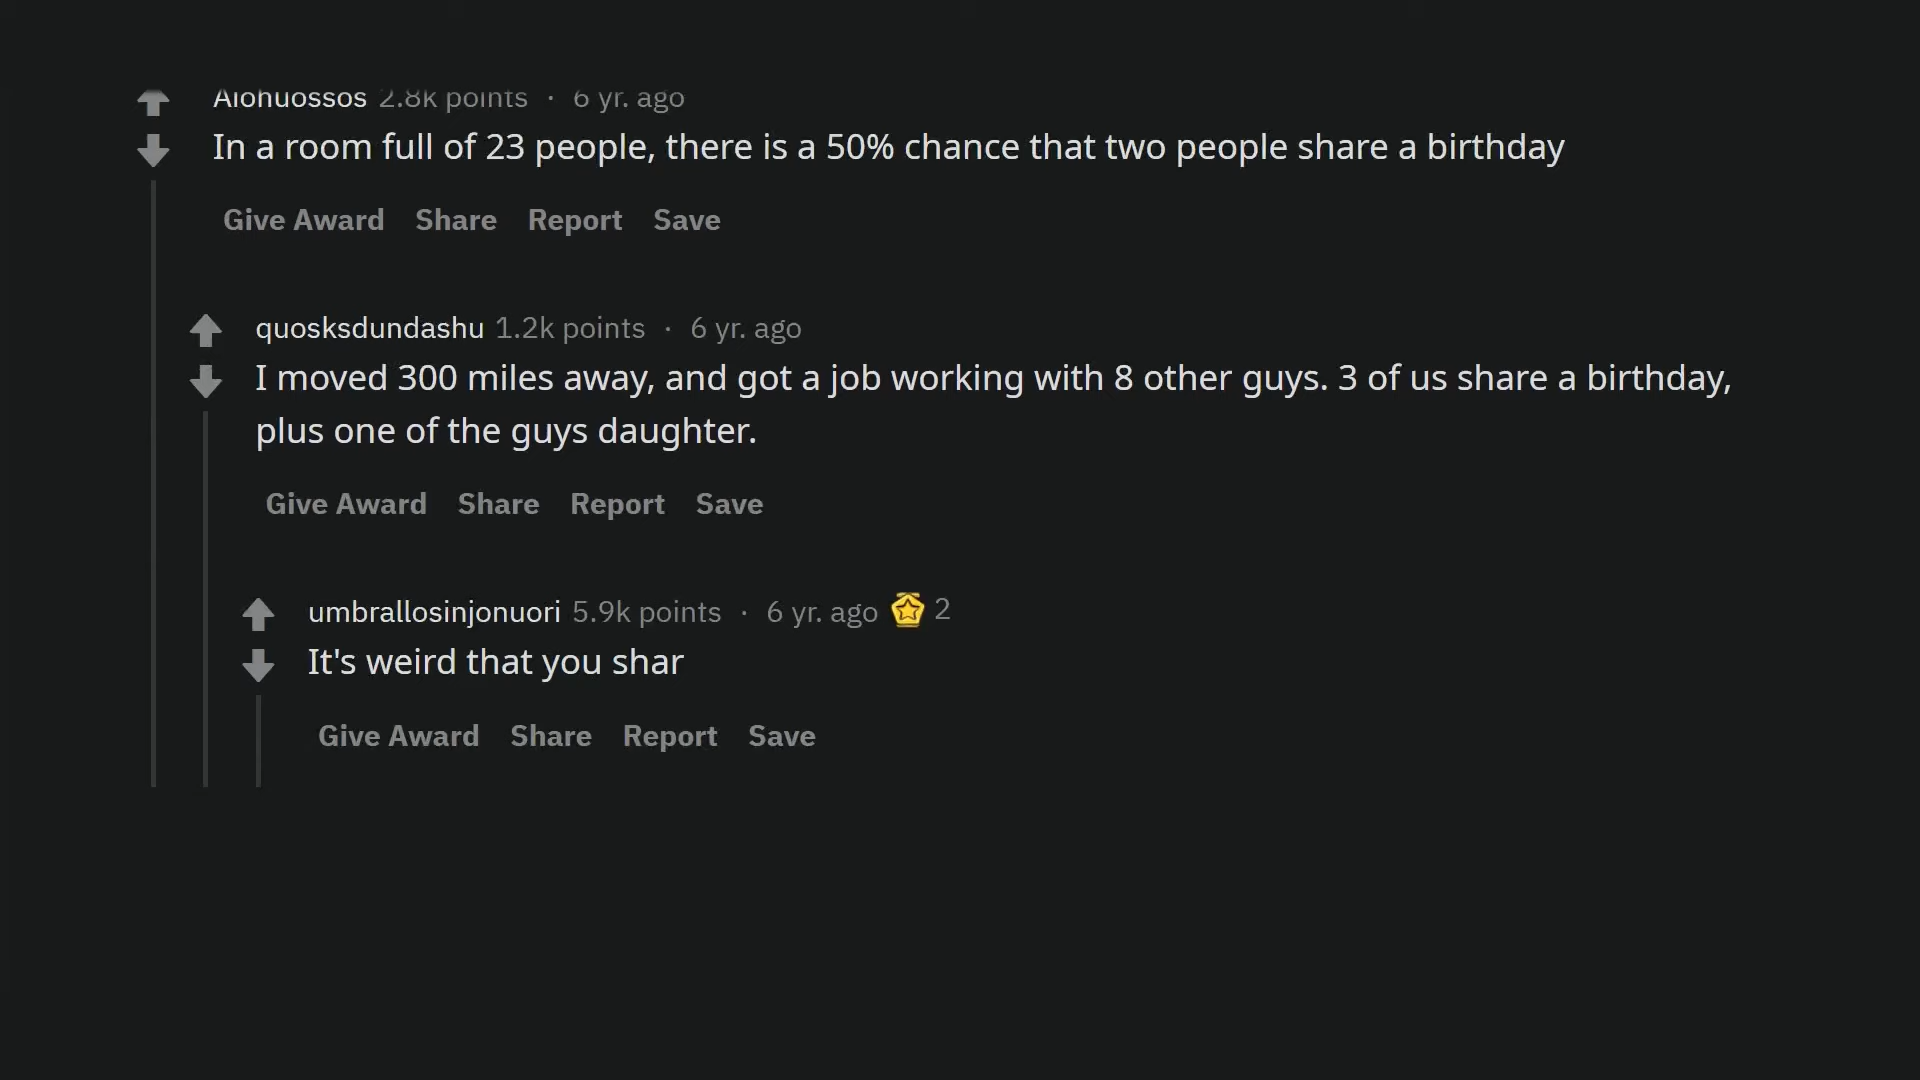 Alohuossos 2.8k points · 6 yr. ago
In a room full of 23 people, there is a 50% chance that two people share a birthday
Give Award Share Report Save
quosksdundashu 1.2k points · 6 yr. ago
I moved 300 miles away, and got a job working with 8 other guys. 3 of us share a birthday,
plus one of the guys daughter.
Give Award Share Report Save
umbrallosinjonuori 5.9k points · 6 yr. ago 2
It's weird that you shar
Give Award Share Report Save